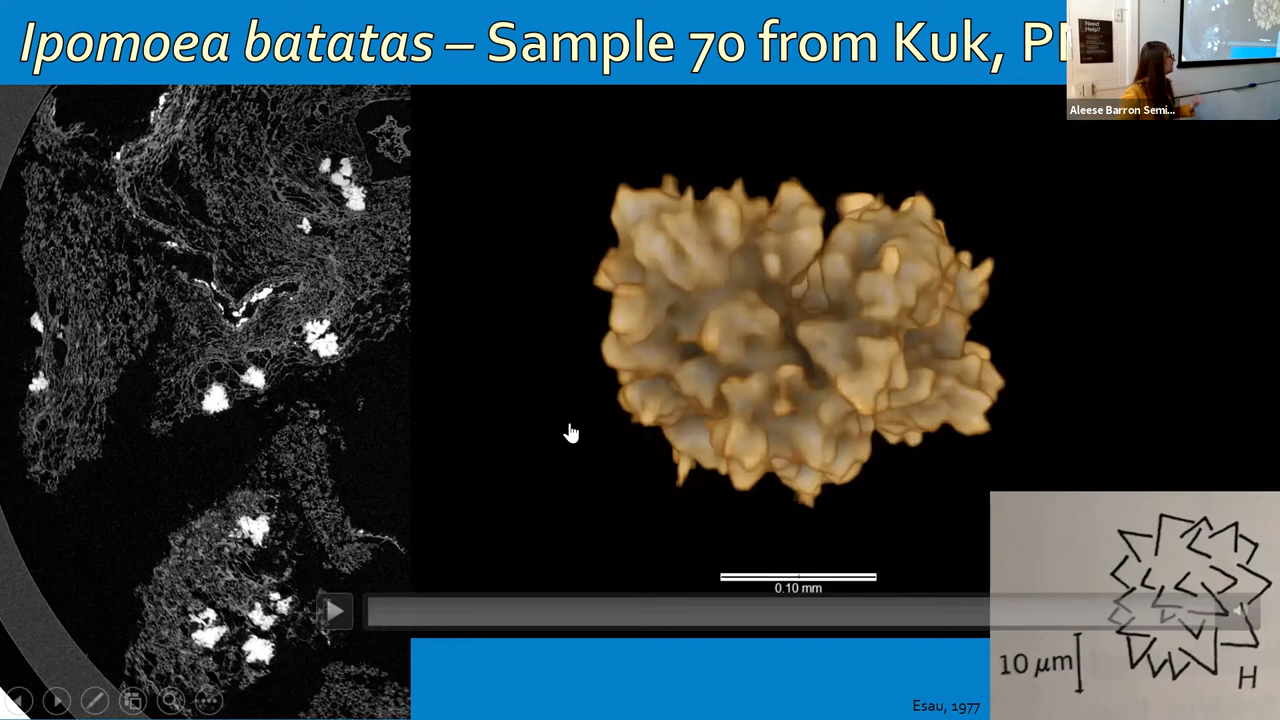 Ipomoea batatas – Sample 70 from Kuk,
Need
Help?
Aleese Barron Semi...
0.10 mm
10 μm
H
Esau, 1977